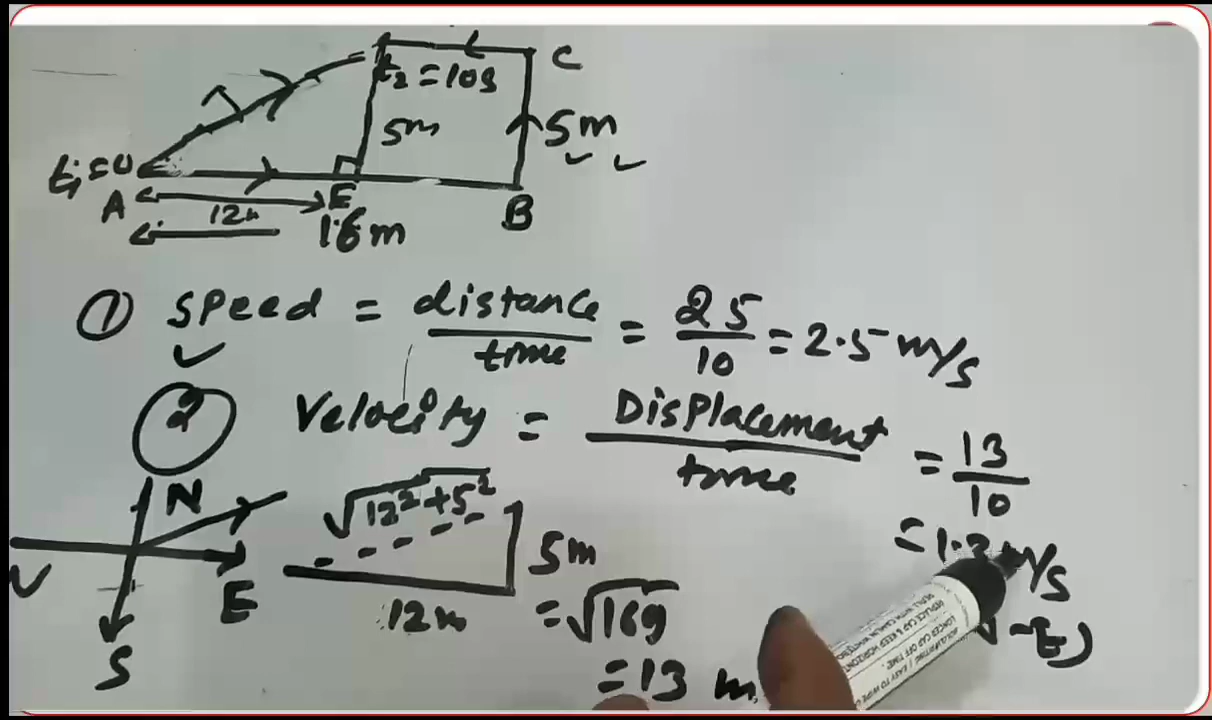 t₂ = 10s
C
5m
5m
t₁ = 0
A
E
B
12m
16m
① Speed = distance/time = 25/10 = 2.5 m/s
② Velocity = Displacement/time = 13/10
= 1.3 m/s
N
√12²+5²
5m
E
12m
= √169
S
= 13 m
-E)